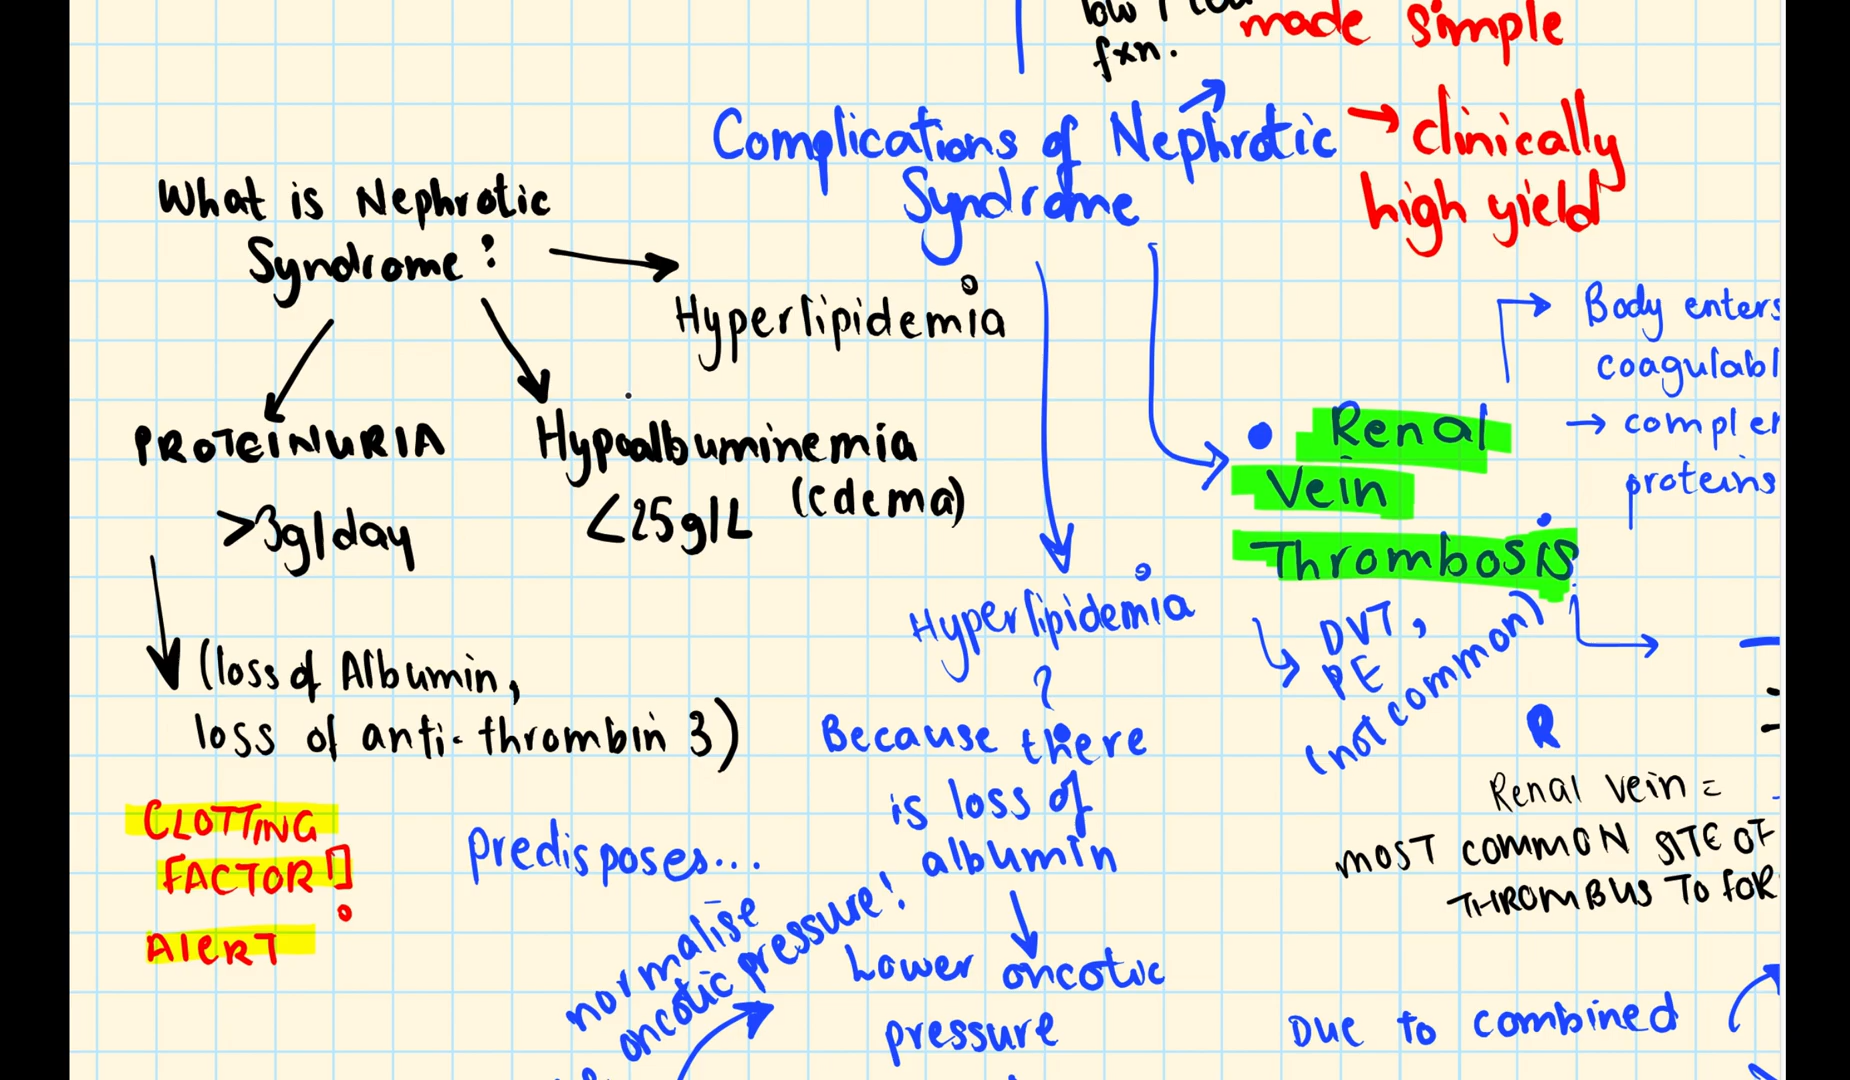 low
fxn.
made simple
Complications of Nephrotic
Syndrome
→ clinically
high yield
What is Nephrotic
Syndrome?
Hyperlipidemia
PROTEINURIA
>3g/day
Hypoalbuminemia
<25g/L (edema)
(loss of Albumin,
loss of anti-thrombin 3)
CLOTTING
FACTOR
ALERT
Predisposes...
Hyperlipidemia
?
Because there
is loss of
albumin
Lower oncotic
pressure
normalise
oncotic pressure!
• Renal
Vein
Thrombosis
DVT,
PE
(not common)
Body enters
coagulabl
→ complem
proteins
R
Renal vein =
MOST COMMON SITE OF
THROMBUS TO FOR
Due to combined